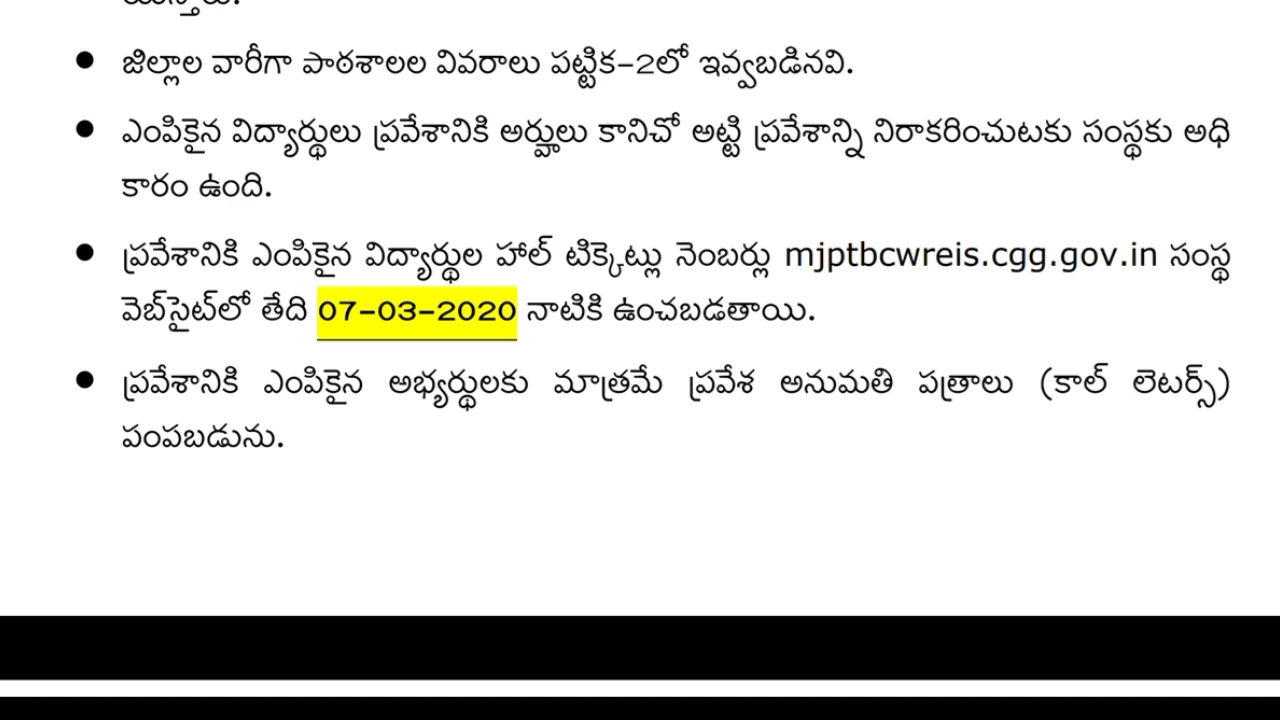 ● జిల్లాల వారీగా పాఠశాలల వివరాలు పట్టిక-2లో ఇవ్వబడినవి.
● ఎంపికైన విద్యార్థులు ప్రవేశానికి అర్హులు కానిచో అట్టి ప్రవేశాన్ని నిరాకరించుటకు సంస్థకు అధి
కారం ఉంది.
● ప్రవేశానికి ఎంపికైన విద్యార్థుల హాల్ టిక్కెట్లు నెంబర్లు mjptbcwreis.cgg.gov.in సంస్థ
వెబ్‌సైట్‌లో తేది 07-03-2020 నాటికి ఉంచబడతాయి.
● ప్రవేశానికి ఎంపికైన అభ్యర్థులకు మాత్రమే ప్రవేశ అనుమతి పత్రాలు (కాల్ లెటర్స్)
పంపబడును.